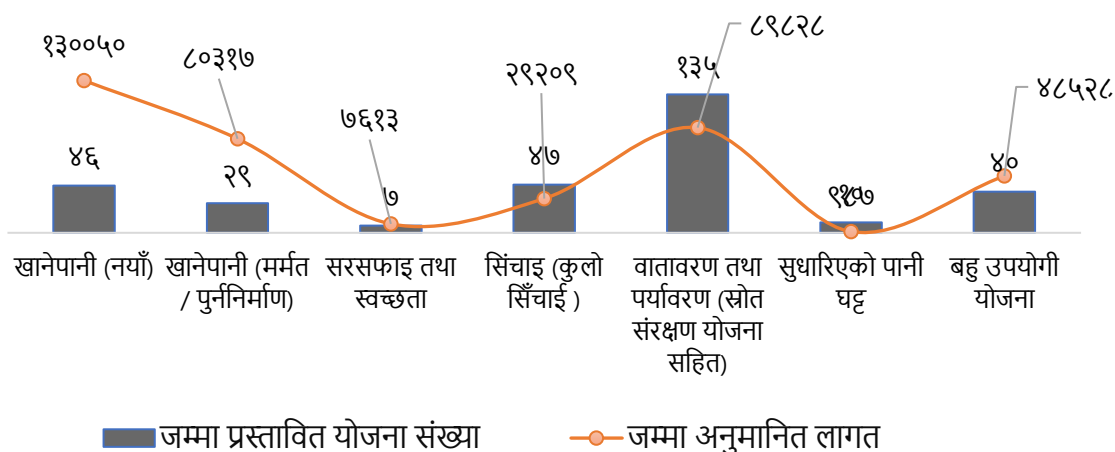 १३००५०
८०३१७
७६१३
२९२०९
८९८२८
४८५२८
४६
२९
७
४७
१३५
४०
खानेपानी (नयाँ)
खानेपानी (मर्मत
/ पुर्ननिर्माण)
सरसफाइ तथा
स्वच्छता
सिंचाइ (कुलो
सिँचाई )
वातावरण तथा
पर्यावरण (स्रोत
संरक्षण योजना
सहित)
सुधारिएको पानी
घट्ट
बहु उपयोगी
योजना
जम्मा प्रस्तावित योजना संख्या
जम्मा अनुमानित लागत